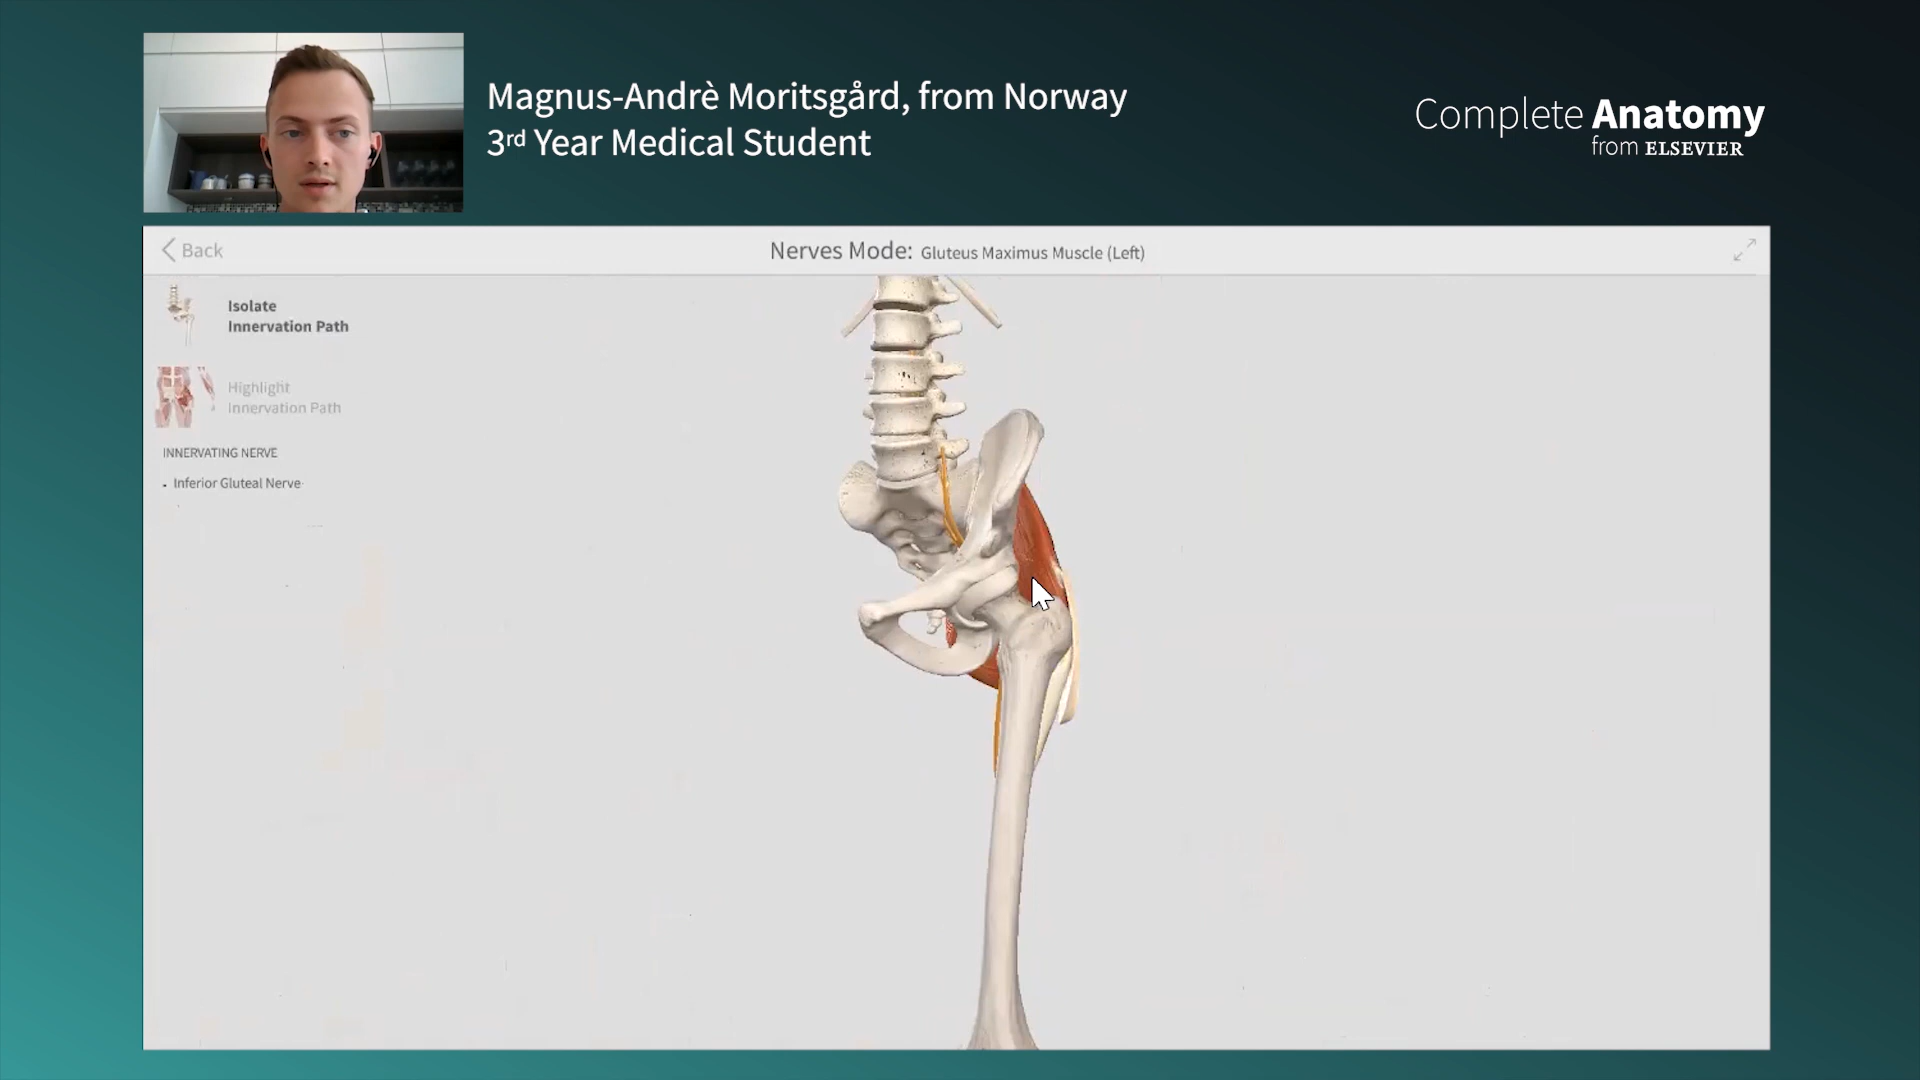 Magnus-Andrè Moritsgård, from Norway
3rd Year Medical Student
Complete Anatomy
from ELSEVIER
Back
Nerves Mode: Gluteus Maximus Muscle (Left)
Isolate
Innervation Path
Highlight
Innervation Path
INNERVATING NERVE
• Inferior Gluteal Nerve